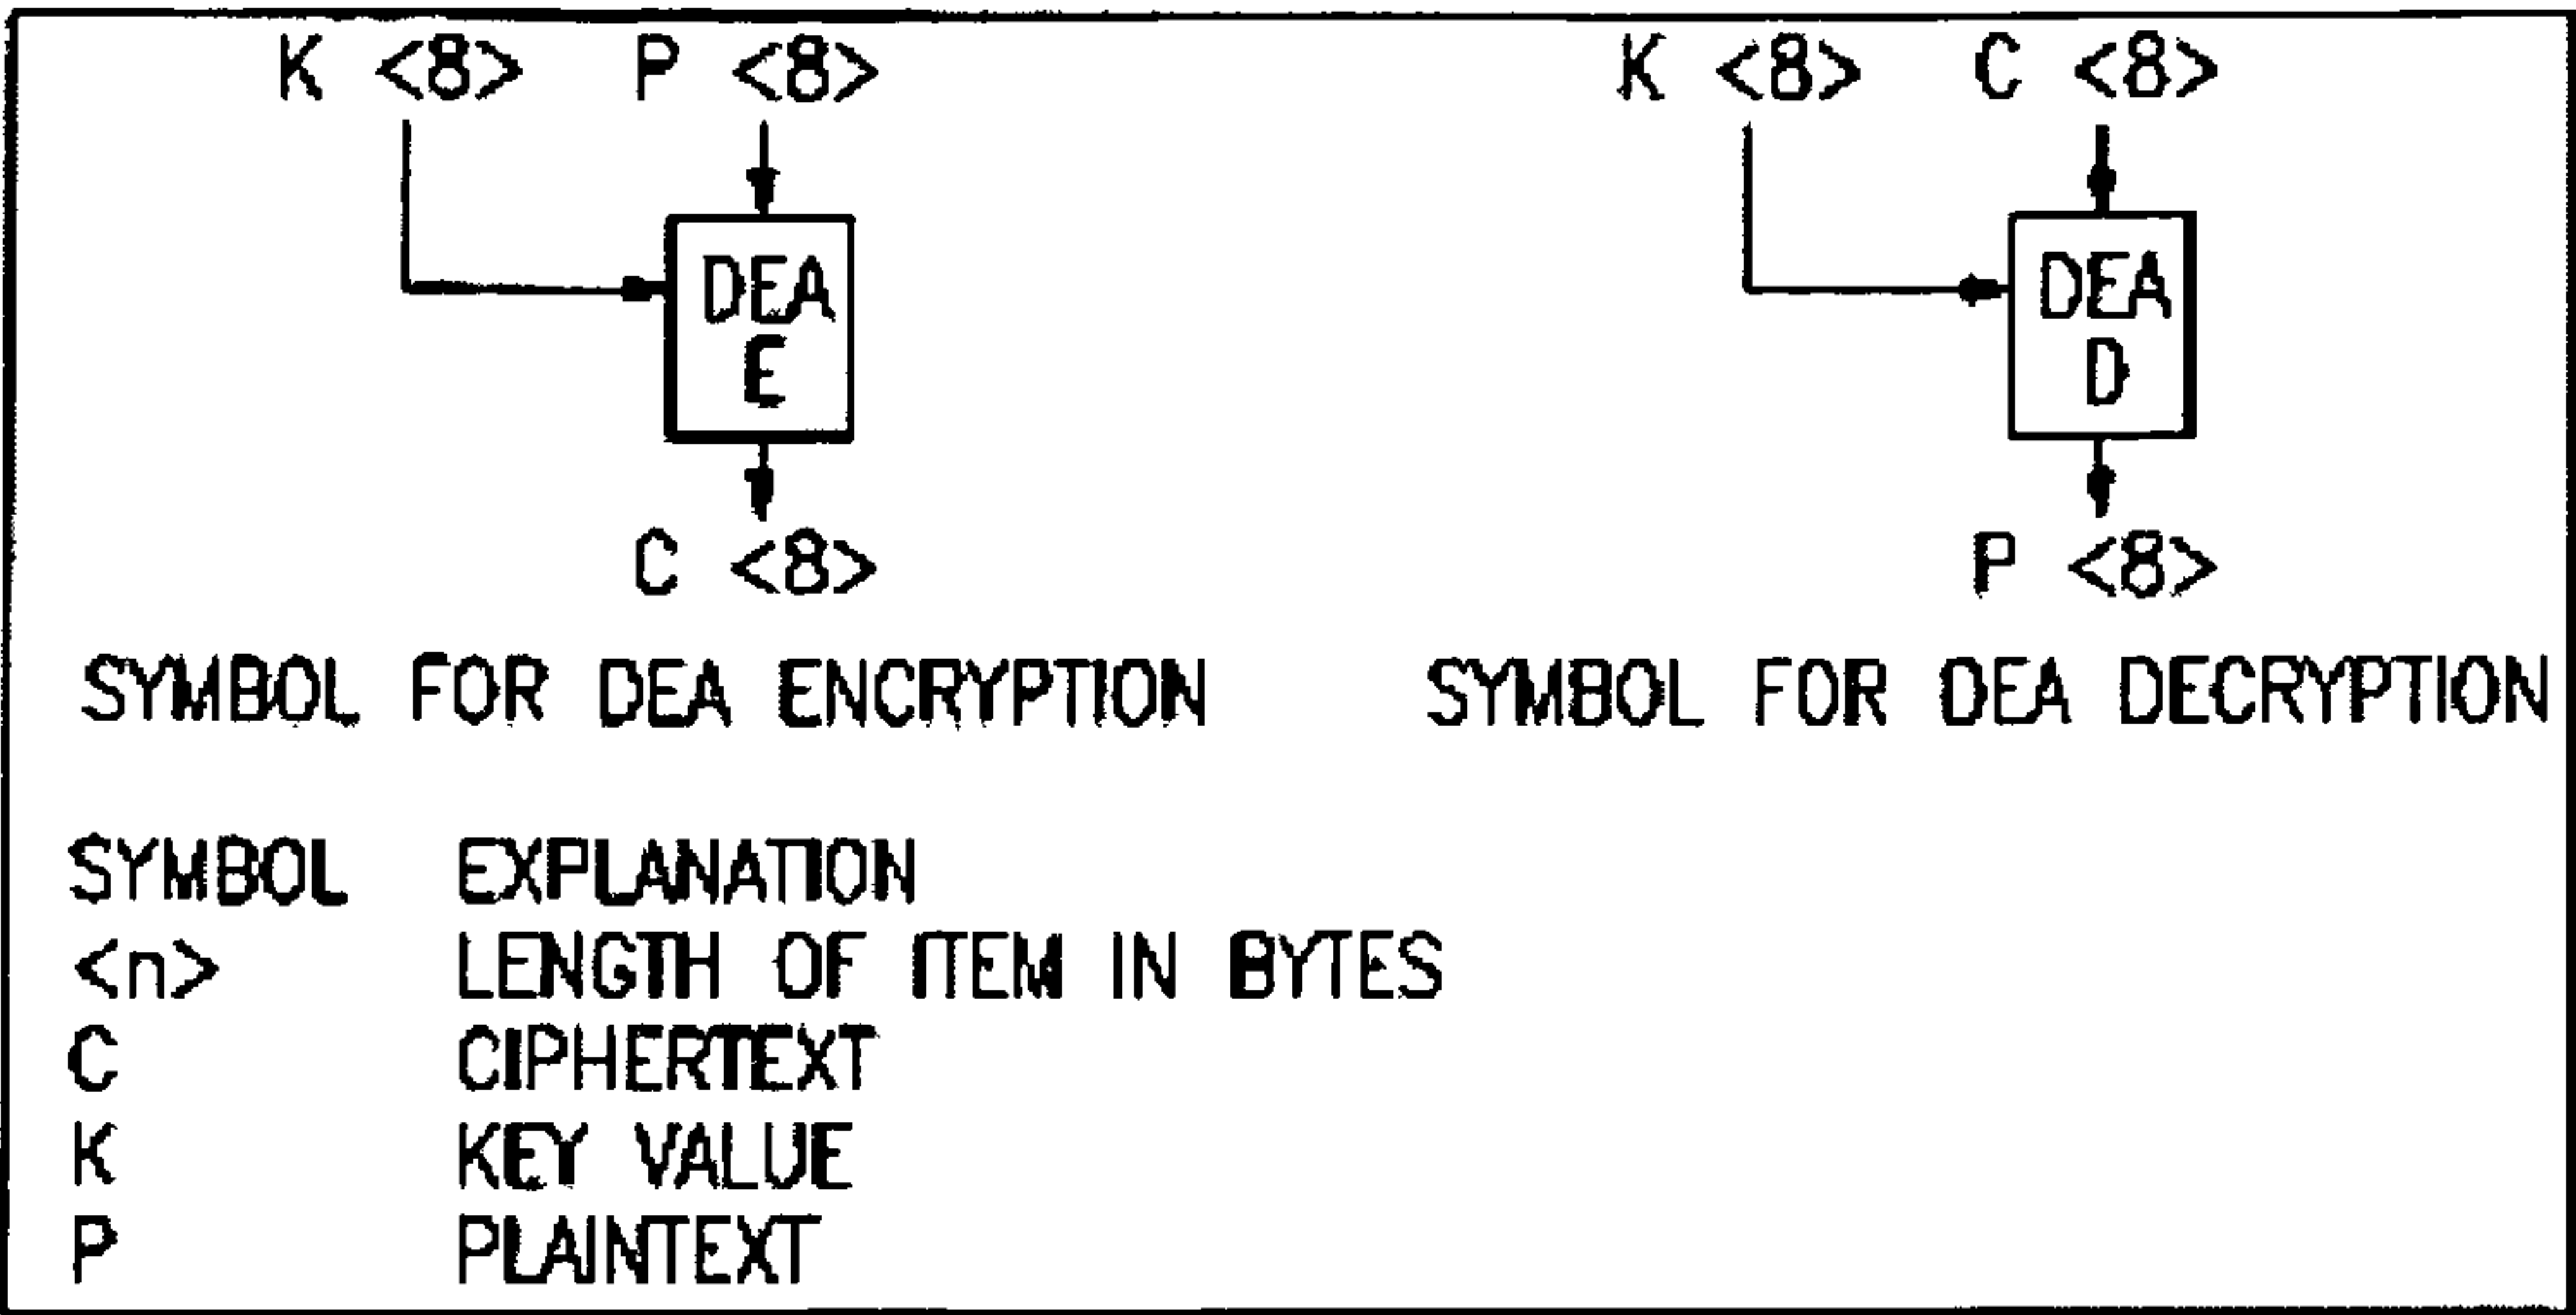 K <8> P <8>
DEA
E
C <8>
SYMBOL FOR DEA ENCRYPTION
K <8> C <8>
DEA
D
P <8>
SYMBOL FOR DEA DECRYPTION
SYMBOL EXPLANATION
<n> LENGTH OF ITEM IN BYTES
C CIPHERTEXT
K KEY VALUE
P PLAINTEXT